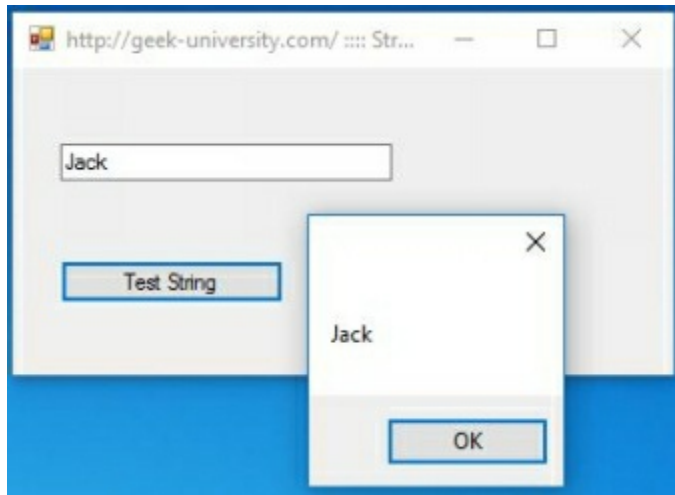 http://geek-university.com/ :::: Str...
Jack
Test String
Jack
OK